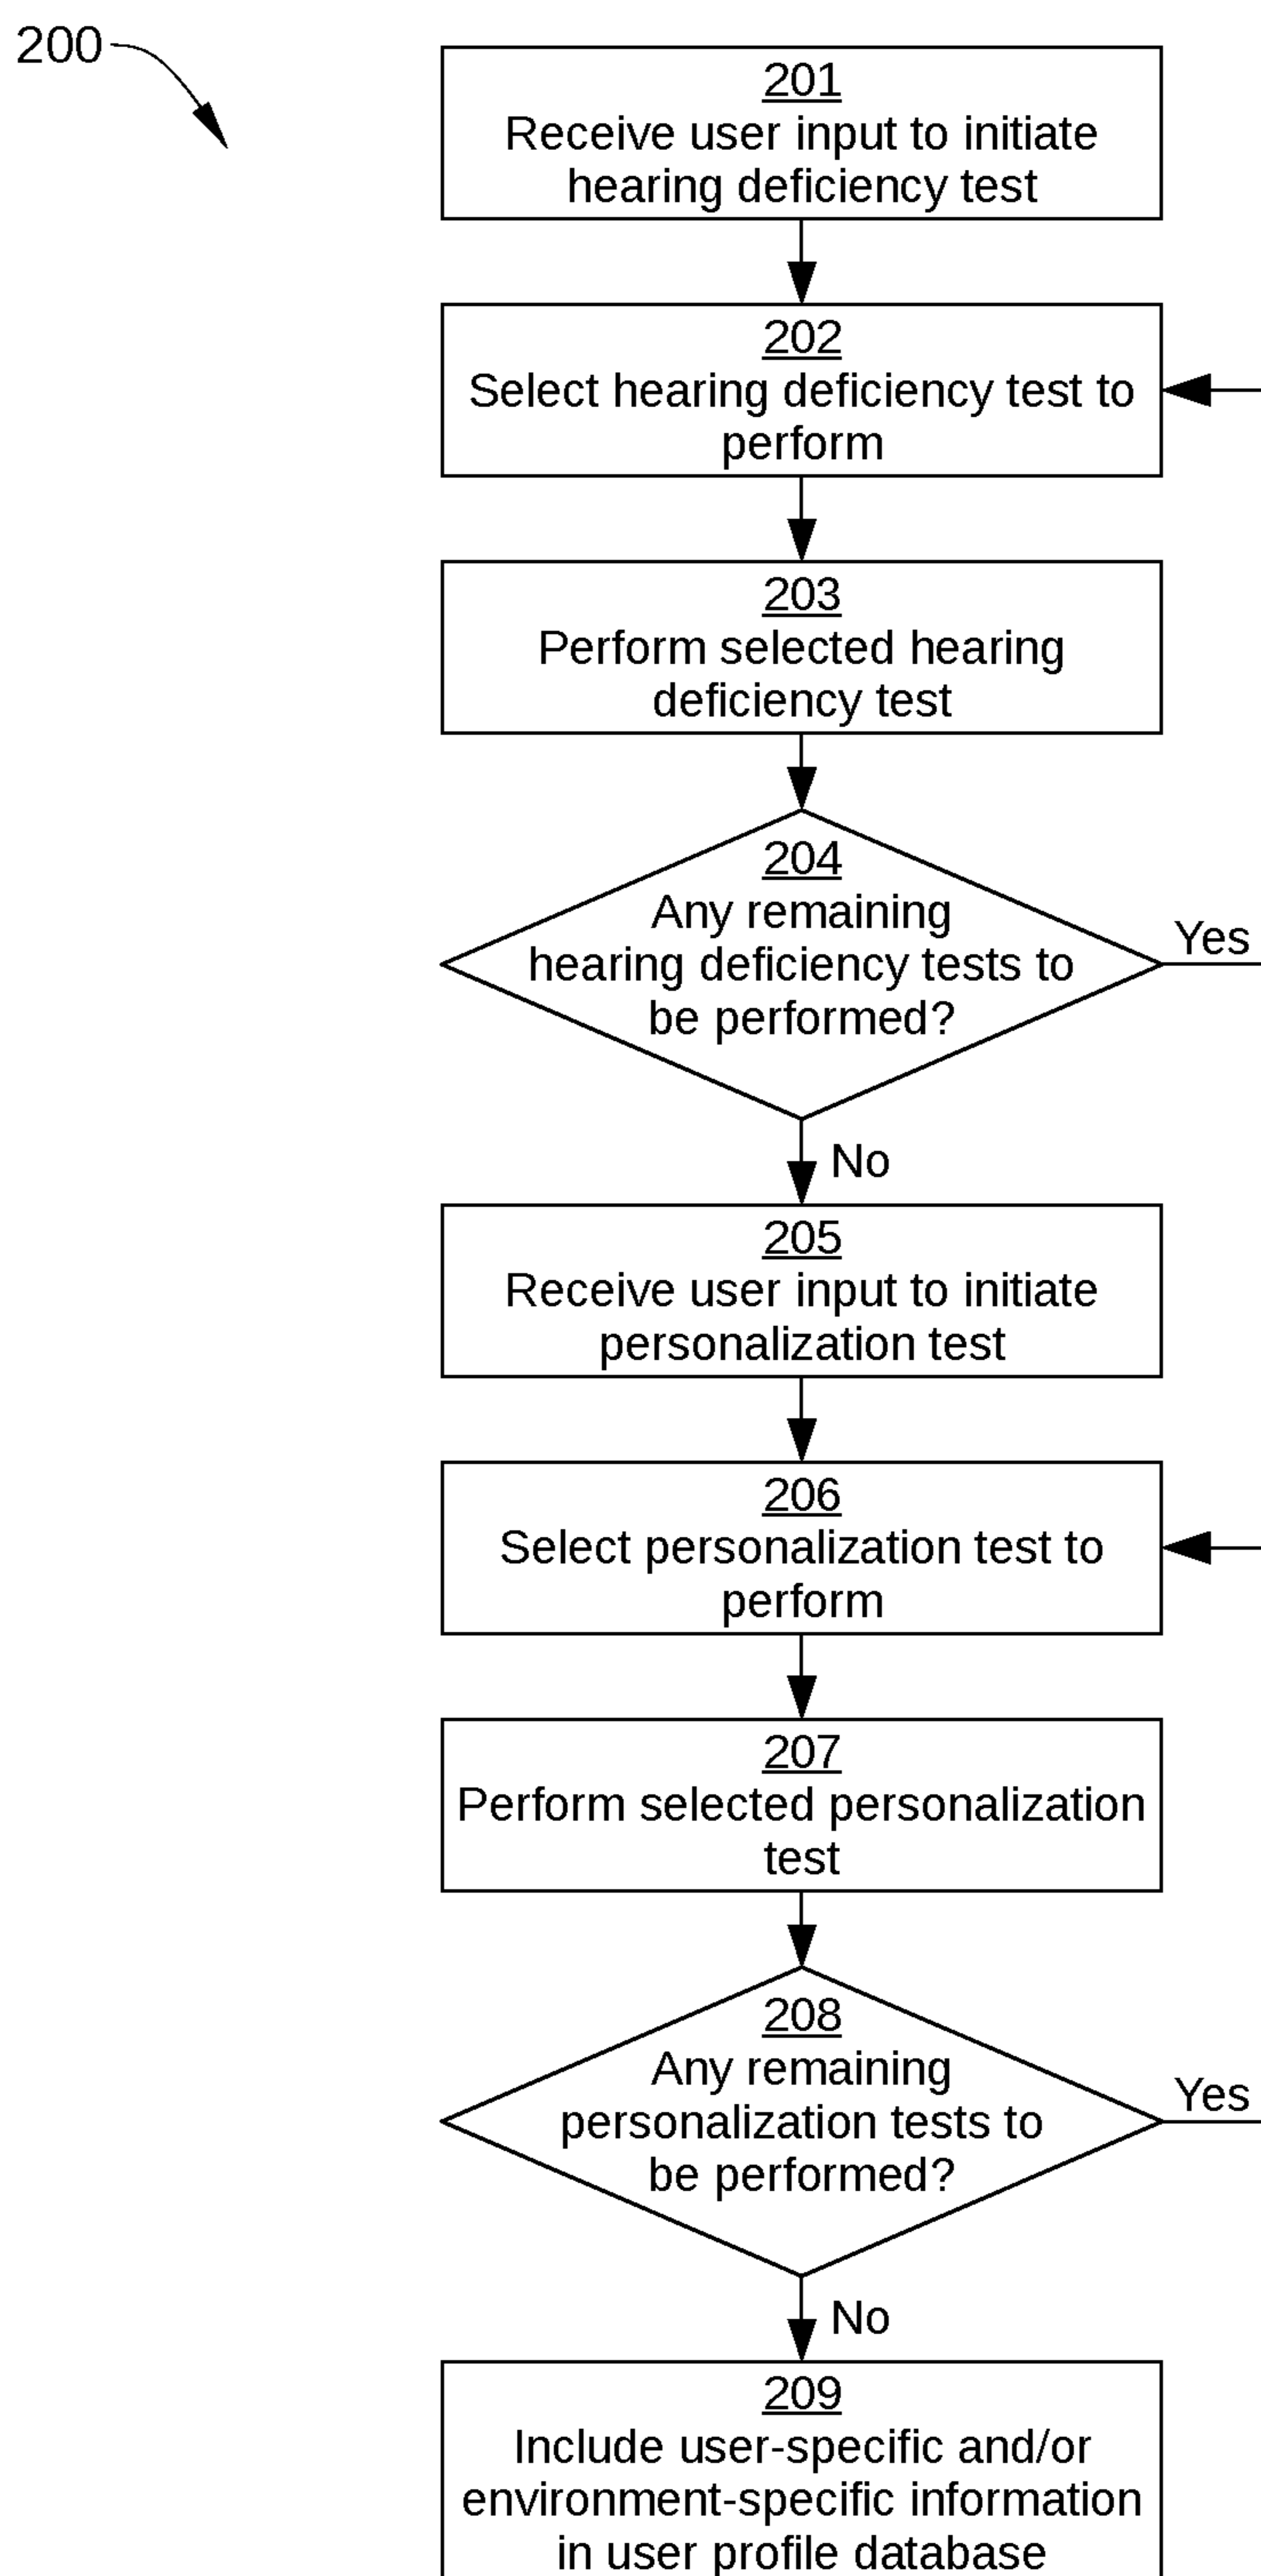 200
201
Receive user input to initiate
hearing deficiency test
202
Select hearing deficiency test to
perform
203
Perform selected hearing
deficiency test
204
Any remaining
hearing deficiency tests to
be performed?
Yes
No
205
Receive user input to initiate
personalization test
206
Select personalization test to
perform
207
Perform selected personalization
test
208
Any remaining
personalization tests to
be performed?
Yes
No
209
Include user-specific and/or
environment-specific information
in user profile database